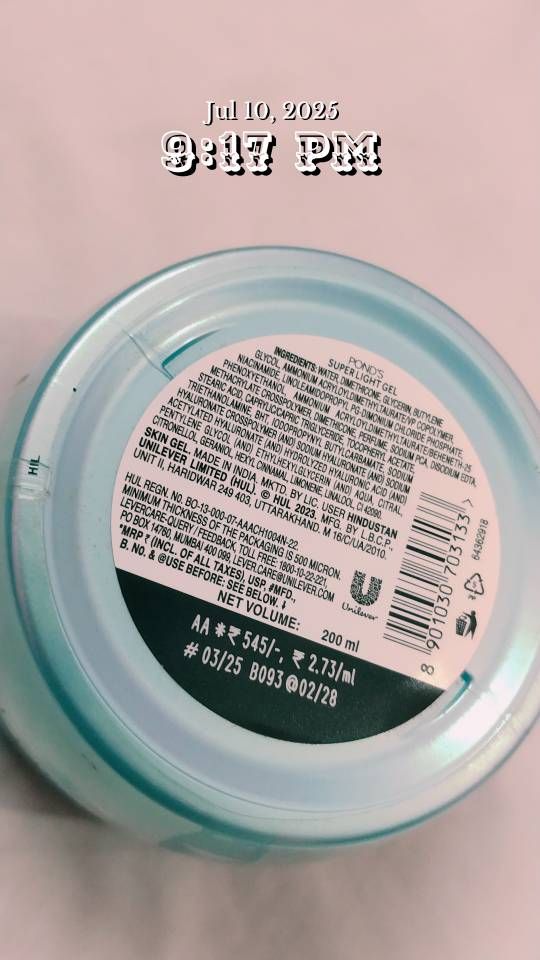 Jul 10, 2025
9:17 PM
POND'S
SUPER LIGHT GEL
INGREDIENTS: WATER, DIMETHICONE, GLYCERIN, BUTYLENE
GLYCOL, AMMONIUM ACRYLOYLDIMETHYLTAURATE/VP COPOLYMER,
NIACINAMIDE, LINOLEAMIDOPROPYL PG-DIMONIUM CHLORIDE PHOSPHATE,
PHENOXYETHANOL, AMMONIUM ACRYLOYLDIMETHYLTAURATE/BEHENETH-25
METHACRYLATE CROSSPOLYMER, DIMETHICONE, PERFUME, SODIUM PCA, DISODIUM EDTA,
STEARIC ACID, CAPRYLIC/CAPRIC TRIGLYCERIDE, TOCOPHERYL ACETATE,
TRIETHANOLAMINE, BHT, IODOPROPYNYL BUTYLCARBAMATE, SODIUM
HYALURONATE CROSSPOLYMER (AND) HYALURONIC ACID (AND)
ACETYLATED HYALURONATE (AND) HYDROLYZED SODIUM
PENTYLENE GLYCOL (AND) ETHYLHEXYLGLYCERIN (AND) AQUA, CITRAL,
CITRONELLOL, GERANIOL, HEXYL CINNAMAL, LIMONENE, LINALOOL, CI 42090.
SKIN GEL. MADE IN INDIA. MKTD. BY LIC. USER HINDUSTAN
UNILEVER LIMITED (HUL). © HUL 2023. MFG. BY L.B.C.P.,
UNIT II, HARIDWAR 249 403, UTTARAKHAND. M 16/C/UA/2010.
HUL REGN. No. BO-13-000-07-AAACH1004N-22.
MINIMUM THICKNESS OF THE PACKAGING IS 500 MICRON.
LEVERCARE-QUERY/FEEDBACK, TOLL FREE: 1800-10-22-221,
PO BOX 14760, MUMBAI 400 099, LEVER.CARE@UNILEVER.COM
*MRP ₹ (INCL. OF ALL TAXES), USP, #MFD.,
B. NO. & @USE BEFORE: SEE BELOW.
NET VOLUME: 200 ml
AA *₹ 545/-, ₹ 2.73/ml
# 03/25 B093 @02/28
Unilever
8 901030 703133 >
64362918
HIL